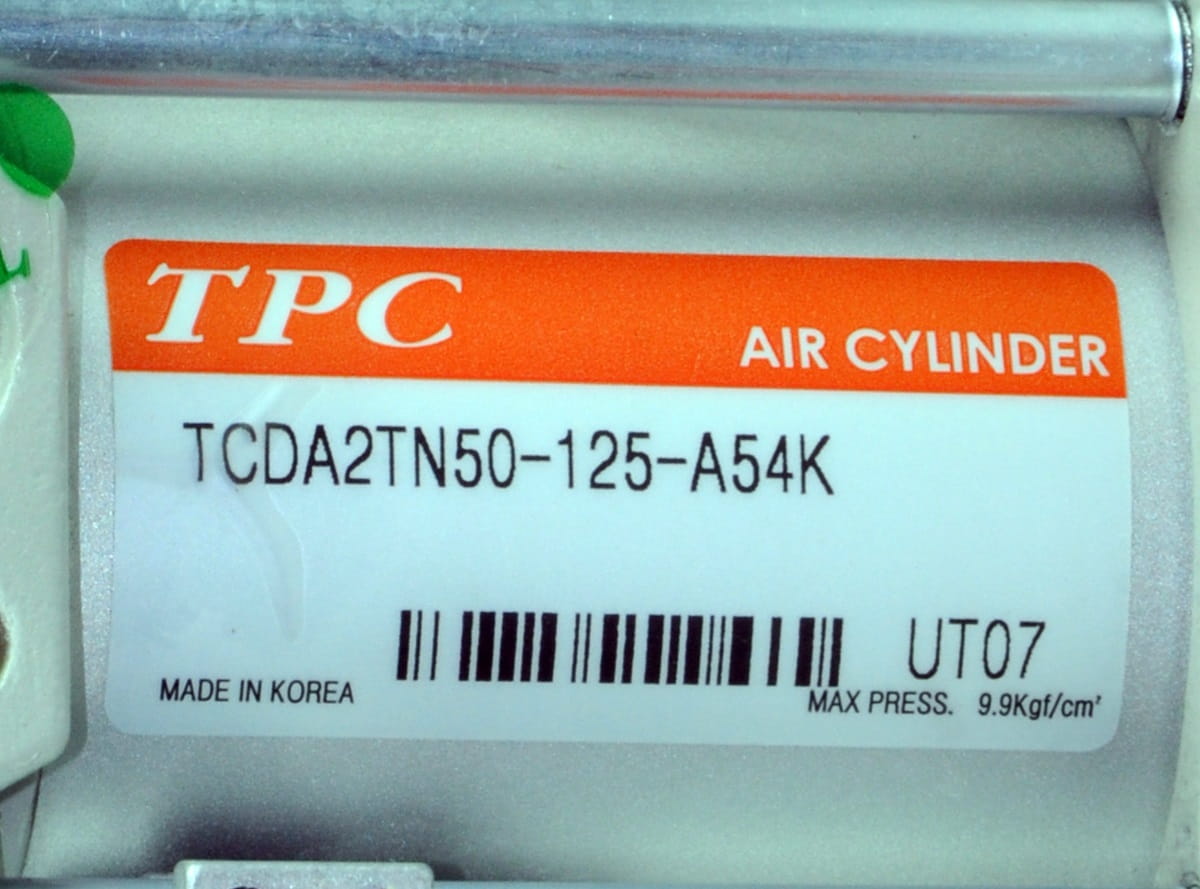 TPC
AIR CYLINDER
TCDA2TN50-125-A54K
UT07
MADE IN KOREA
MAX PRESS. 9.9Kgf/cm²